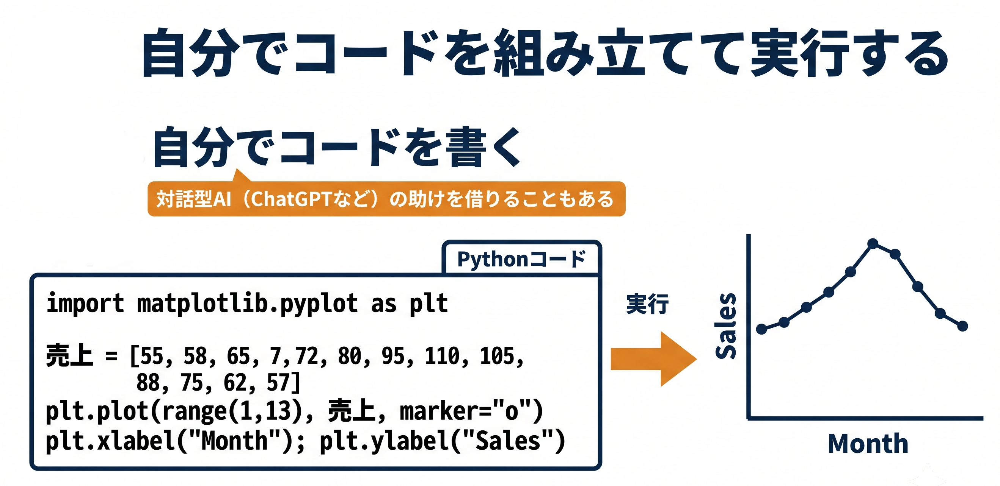 自分でコードを組み立てて実行する
自分でコードを書く
対話型AI（ChatGPTなど）の助けを借りることもある
Pythonコード
import matplotlib.pyplot as plt
売上 = [55, 58, 65, 7,72, 80, 95, 110, 105,
88, 75, 62, 57]
plt.plot(range(1,13), 売上, marker="o")
plt.xlabel("Month"); plt.ylabel("Sales")
実行
Sales
Month